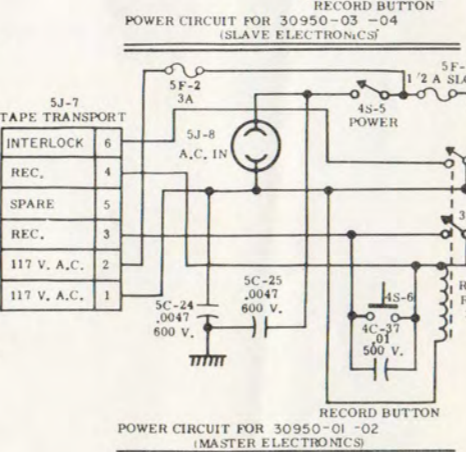 RECORD BUTTON
POWER CIRCUIT FOR 30950-03 -04
(SLAVE ELECTRONICS)
5F-2
3A
5F-
1/2 A SLA
4S-5
POWER
5J-7
TAPE TRANSPORT
5J-8
A.C. IN
INTERLOCK 6
REC. 4
SPARE 5
REC. 3
117 V. A.C. 2
117 V. A.C. 1
3
5C-24
.0047
600 V.
5C-25
.0047
600 V.
4S-6
4C-37
.01
500 V.
R
RECORD BUTTON
POWER CIRCUIT FOR 30950-01 -02
(MASTER ELECTRONICS)